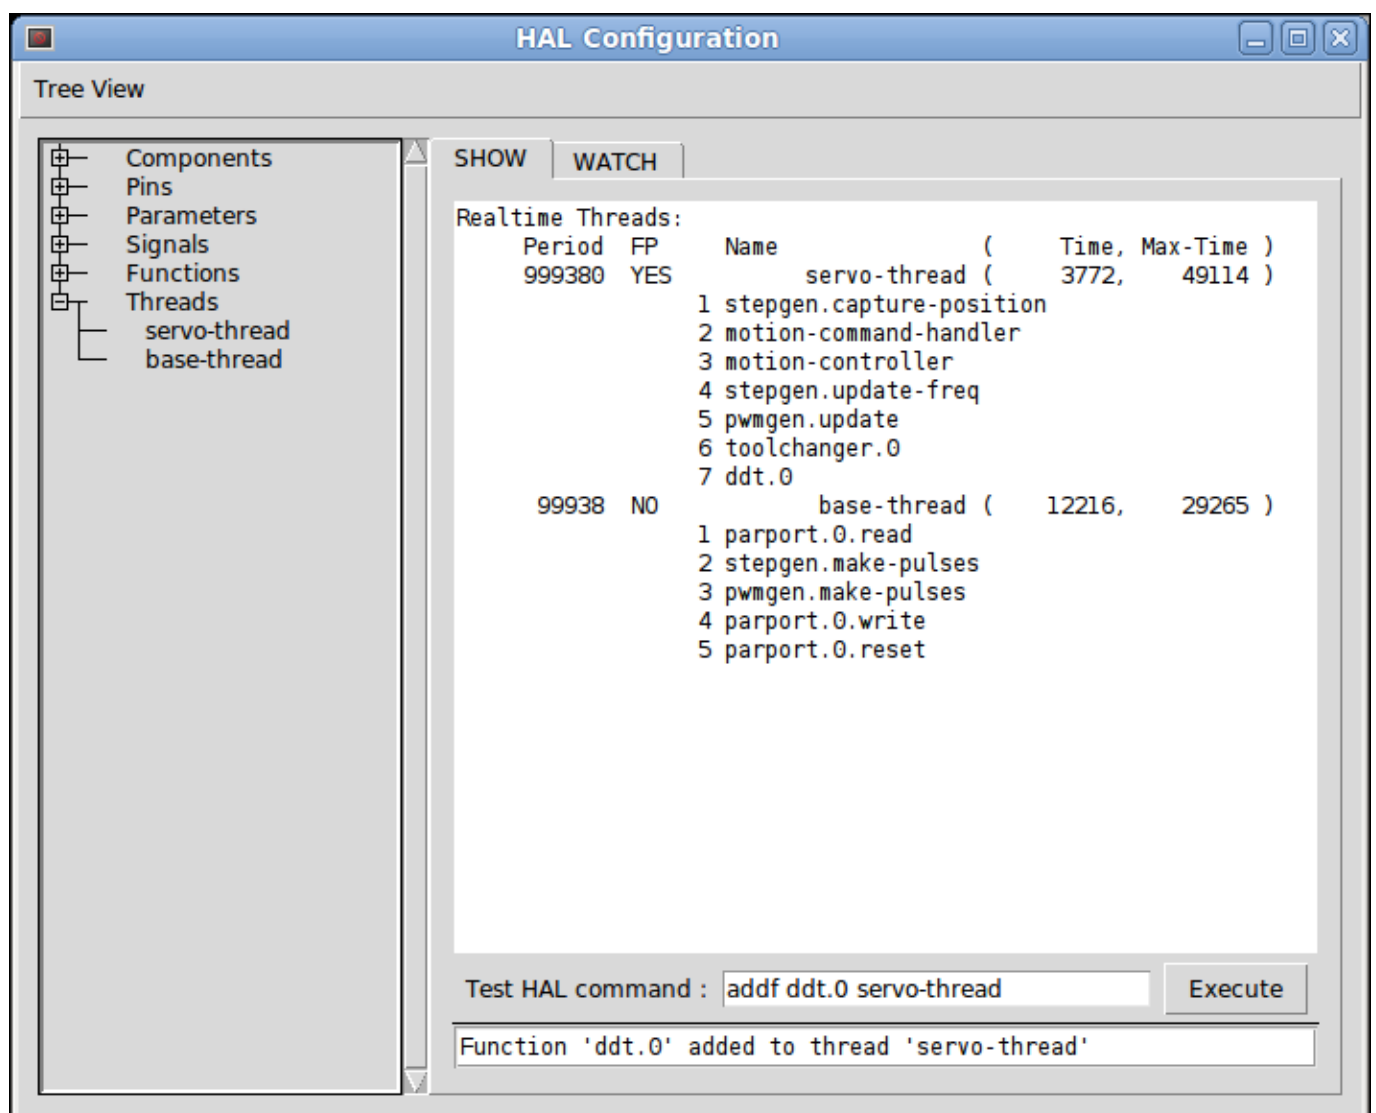 HAL Configuration
Tree View
Components
Pins
Parameters
Signals
Functions
Threads
servo-thread
base-thread
SHOW WATCH
Realtime Threads:
Period FP Name ( Time, Max-Time )
999380 YES servo-thread ( 3772, 49114 )
1 stepgen.capture-position
2 motion-command-handler
3 motion-controller
4 stepgen.update-freq
5 pwmgen.update
6 toolchanger.0
7 ddt.0
99938 NO base-thread ( 12216, 29265 )
1 parport.0.read
2 stepgen.make-pulses
3 pwmgen.make-pulses
4 parport.0.write
5 parport.0.reset
Test HAL command : addf ddt.0 servo-thread Execute
Function 'ddt.0' added to thread 'servo-thread'